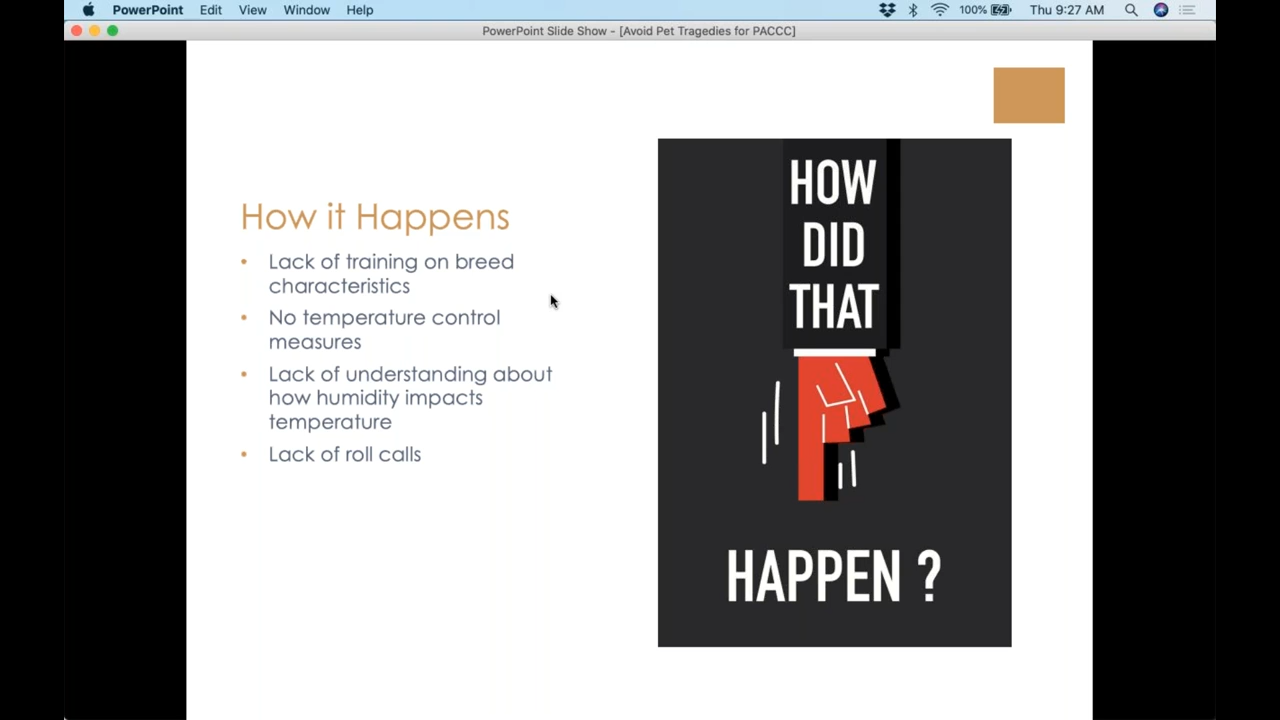 PowerPoint Edit View Window Help 100% Thu 9:27 AM
PowerPoint Slide Show - [Avoid Pet Tragedies for PACCC]
How it Happens
• Lack of training on breed
characteristics
• No temperature control
measures
• Lack of understanding about
how humidity impacts
temperature
• Lack of roll calls
HOW
DID
THAT
HAPPEN ?